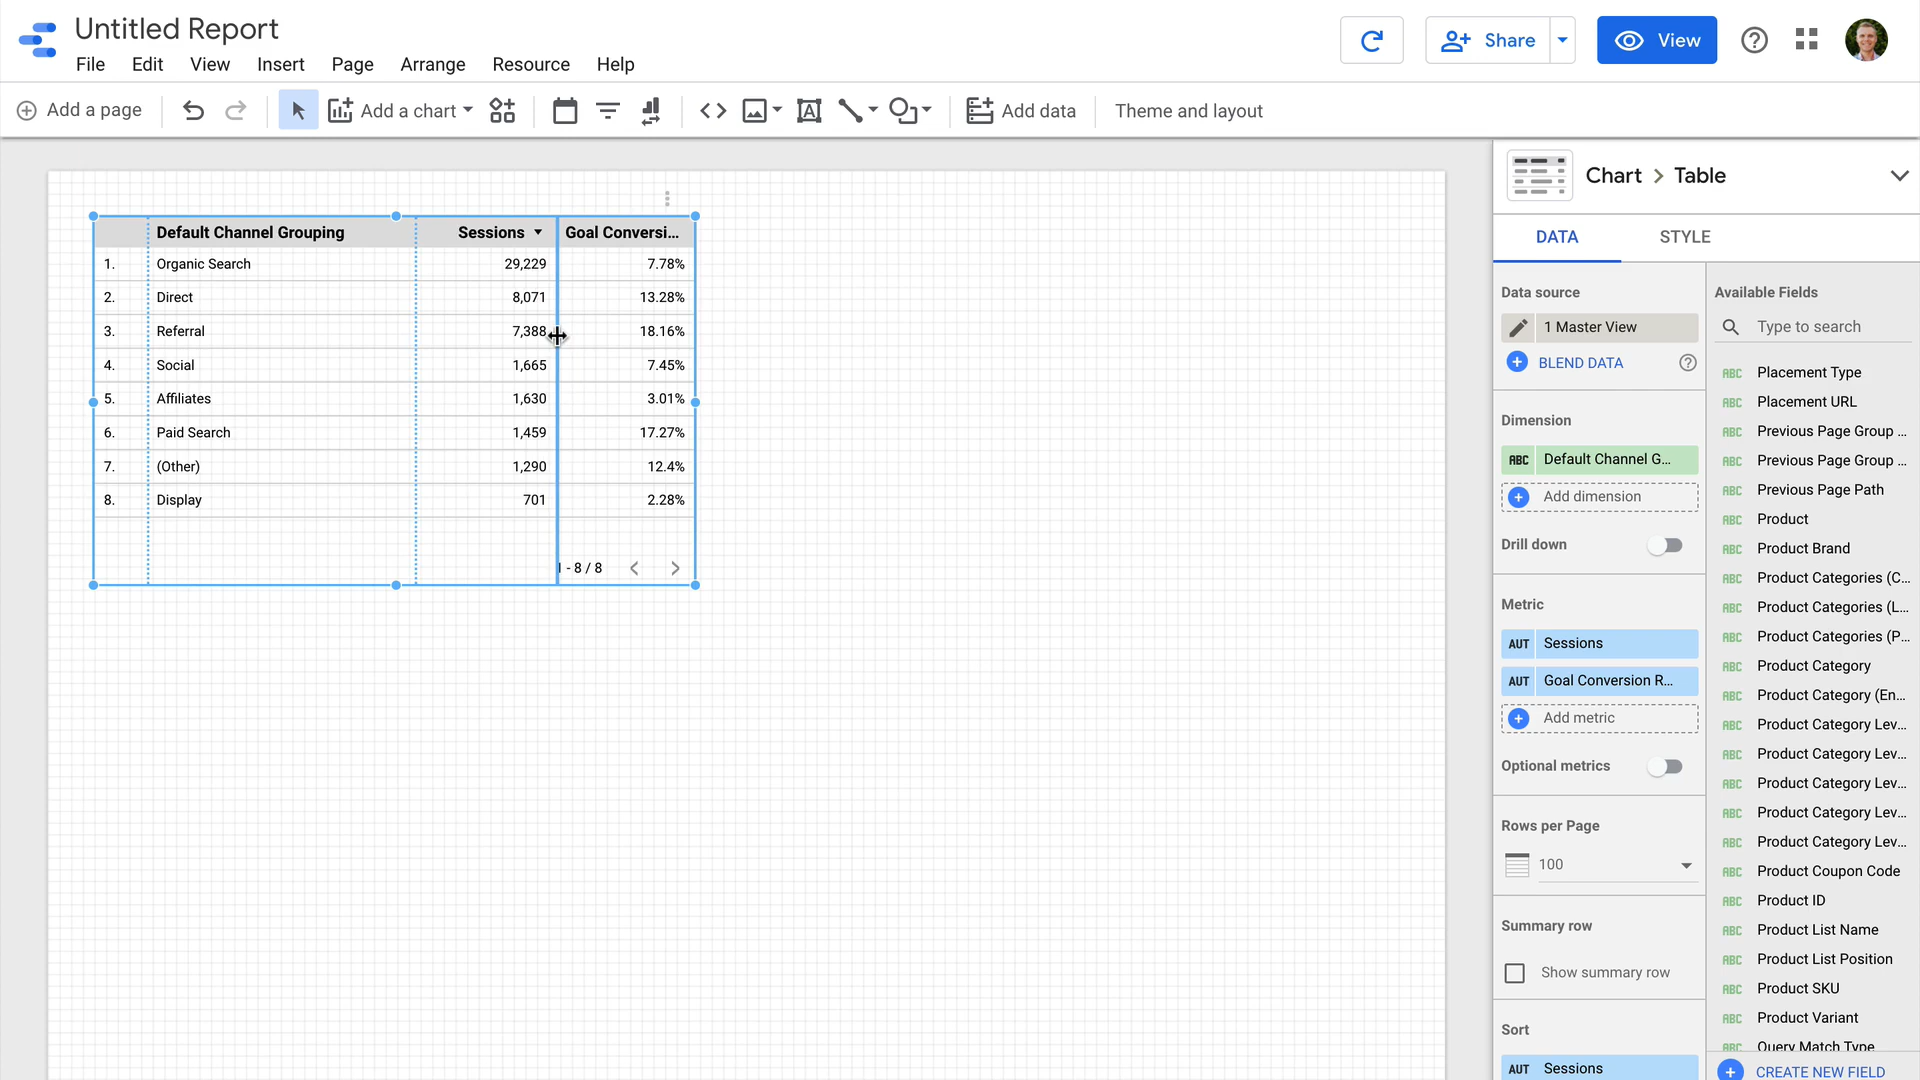 Untitled Report
File Edit View Insert Page Arrange Resource Help
Share
View
Add a page
Add a chart
Add data
Theme and layout
Default Channel Grouping Sessions Goal Conversi...
1. Organic Search 29,229 7.78%
2. Direct 8,071 13.28%
3. Referral 7,388 18.16%
4. Social 1,665 7.45%
5. Affiliates 1,630 3.01%
6. Paid Search 1,459 17.27%
7. (Other) 1,290 12.4%
8. Display 701 2.28%
1 - 8 / 8
Chart > Table
DATA STYLE
Data source
1 Master View
BLEND DATA
Dimension
ABC Default Channel G...
Add dimension
Drill down
Metric
AUT Sessions
AUT Goal Conversion R...
Add metric
Optional metrics
Rows per Page
100
Summary row
Show summary row
Sort
AUT Sessions
Available Fields
Type to search
ABC Placement Type
ABC Placement URL
ABC Previous Page Group ...
ABC Previous Page Group ...
ABC Previous Page Path
ABC Product
ABC Product Brand
ABC Product Categories (C...
ABC Product Categories (L...
ABC Product Categories (P...
ABC Product Category
ABC Product Category (En...
ABC Product Category Lev...
ABC Product Category Lev...
ABC Product Category Lev...
ABC Product Category Lev...
ABC Product Category Lev...
ABC Product Coupon Code
ABC Product ID
ABC Product List Name
ABC Product List Position
ABC Product SKU
ABC Product Variant
ABC Query Match Type
CREATE NEW FIELD